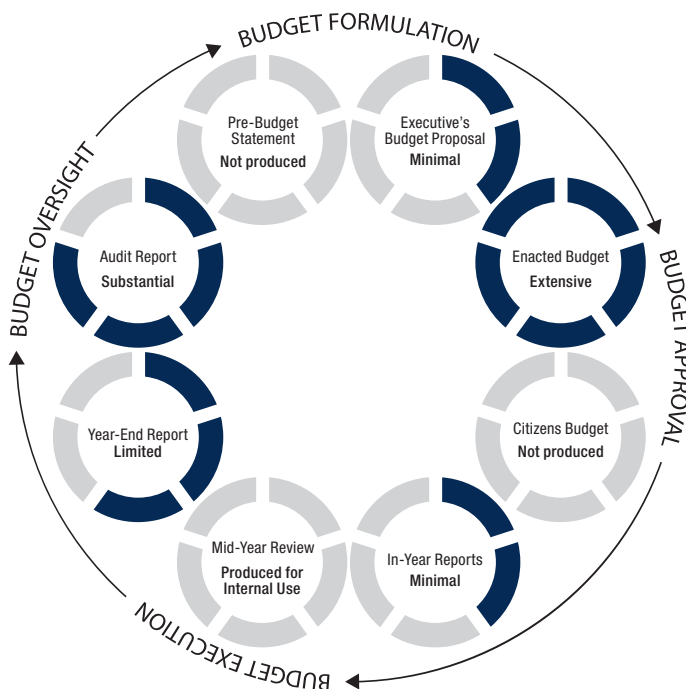 BUDGET FORMULATION
Pre-Budget
Statement
Not produced
Executive's
Budget Proposal
Minimal
Enacted Budget
Extensive
BUDGET APPROVAL
Citizens Budget
Not produced
In-Year Reports
Minimal
BUDGET EXECUTION
Mid-Year Review
Produced for
Internal Use
Year-End Report
Limited
BUDGET OVERSIGHT
Audit Report
Substantial